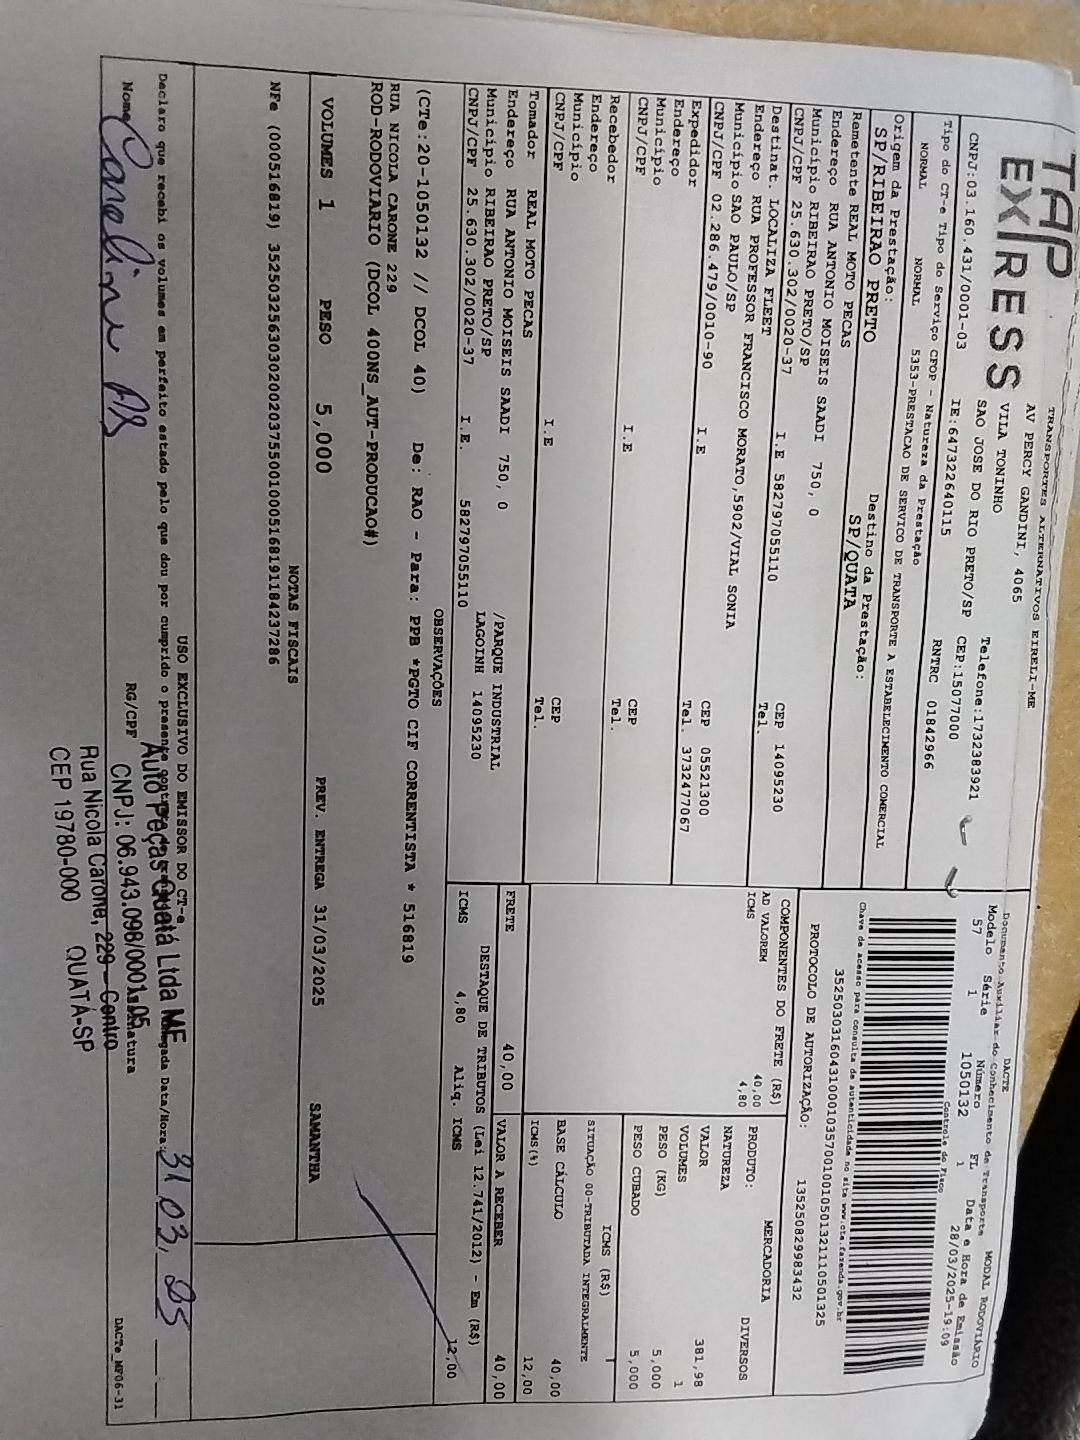 TAP
EXPRESS
TRANSPORTES ALTERNATIVOS EIRELI-ME
AV PERCY GANDINI, 4065
VILA TONINHO
SAO JOSE DO RIO PRETO/SP
Telefone:1732383921
CNPJ:03.160.431/0001-03
IE:647322640115
CEP:15077000
Tipo do CT-e Tipo do Serviço CFOP - Natureza da Prestação
RNTRC 01842966
NORMAL NORMAL 5353-PRESTACAO DE SERVICO DE TRANSPORTE A ESTABELECIMENTO COMERCIAL
Origem da Prestação: Destino da Prestação:
SP/RIBEIRAO PRETO SP/QUATA
Remetente REAL MOTO PECAS
Endereço RUA ANTONIO MOISEIS SAADI 750, 0
Município RIBEIRAO PRETO/SP CEP 14095230
CNPJ/CPF 25.630.302/0020-37 I.E 582797055110 Tel.
Destinat. LOCALIZA FLEET
Endereço RUA PROFESSOR FRANCISCO MORATO,5902/VIAL SONIA
Município SAO PAULO/SP CEP 05521300
CNPJ/CPF 02.286.479/0010-90 I.E Tel. 3732477067
Expedidor
Endereço
Município CEP
CNPJ/CPF I.E Tel.
Recebedor
Endereço
Município CEP
CNPJ/CPF I.E Tel.
Tomador REAL MOTO PECAS
Endereço RUA ANTONIO MOISEIS SAADI 750, 0 /PARQUE INDUSTRIAL
Município RIBEIRAO PRETO/SP LAGOINH 14095230
CNPJ/CPF 25.630.302/0020-37 I.E. 582797055110
DACTE
Documento Auxiliar do Conhecimento de Transporte MODAL RODOVIÁRIO
Modelo Série Número FL Data e Hora de Emissão
57 1 1050132 1 28/03/2025-19:09
Controle do Fisco
Chave de acesso para consulta de autenticidade no site www.cte.fazenda.gov.br
35250303160431000103570010010501321110501325
PROTOCOLO DE AUTORIZAÇÃO: 135250829983432
COMPONENTES DO FRETE (R$)
AD VALOREM 40,00
ICMS 4,80
PRODUTO: MERCADORIA
NATUREZA DIVERSOS
VALOR 381,98
VOLUMES 1
PESO (KG) 5,000
PESO CUBADO 5,000
ICMS (R$)
SITUAÇÃO 00-TRIBUTADA INTEGRALMENTE
BASE CÁLCULO 40,00
ICMS(%) 12,00
FRETE 40,00 VALOR A RECEBER 40,00
DESTAQUE DE TRIBUTOS (Lei 12.741/2012) - Em (R$)
ICMS 4,80 Aliq. ICMS 12,00
OBSERVAÇÕES
(CTe:20-1050132 // DCOL 40) De: RAO - Para: PPB *PGTO CIF CORRENTISTA * 516819
RUA NICOLA CARONE 229
ROD-RODOVIARIO (DCOL 400NS_AUT-PRODUCAO#)
VOLUMES 1 PESO 5,000 PREV. ENTREGA 31/03/2025 SAMANTHA
NOTAS FISCAIS
NFe (000516819) 35250325630302002037550010005168191184237286
USO EXCLUSIVO DO EMISSOR DO CT-e
Declaro que recebi os volumes em perfeito estado pelo que dou por cumprido o presente Data/Hora: 31 03, 25
Nome Caroline RG/CPF
Auto Peças Quatá Ltda ME
CNPJ: 06.943.098/0001-05
Rua Nicola Carone, 229 - Centro
CEP 19780-000 QUATÁ-SP
DACTe_MP06-31